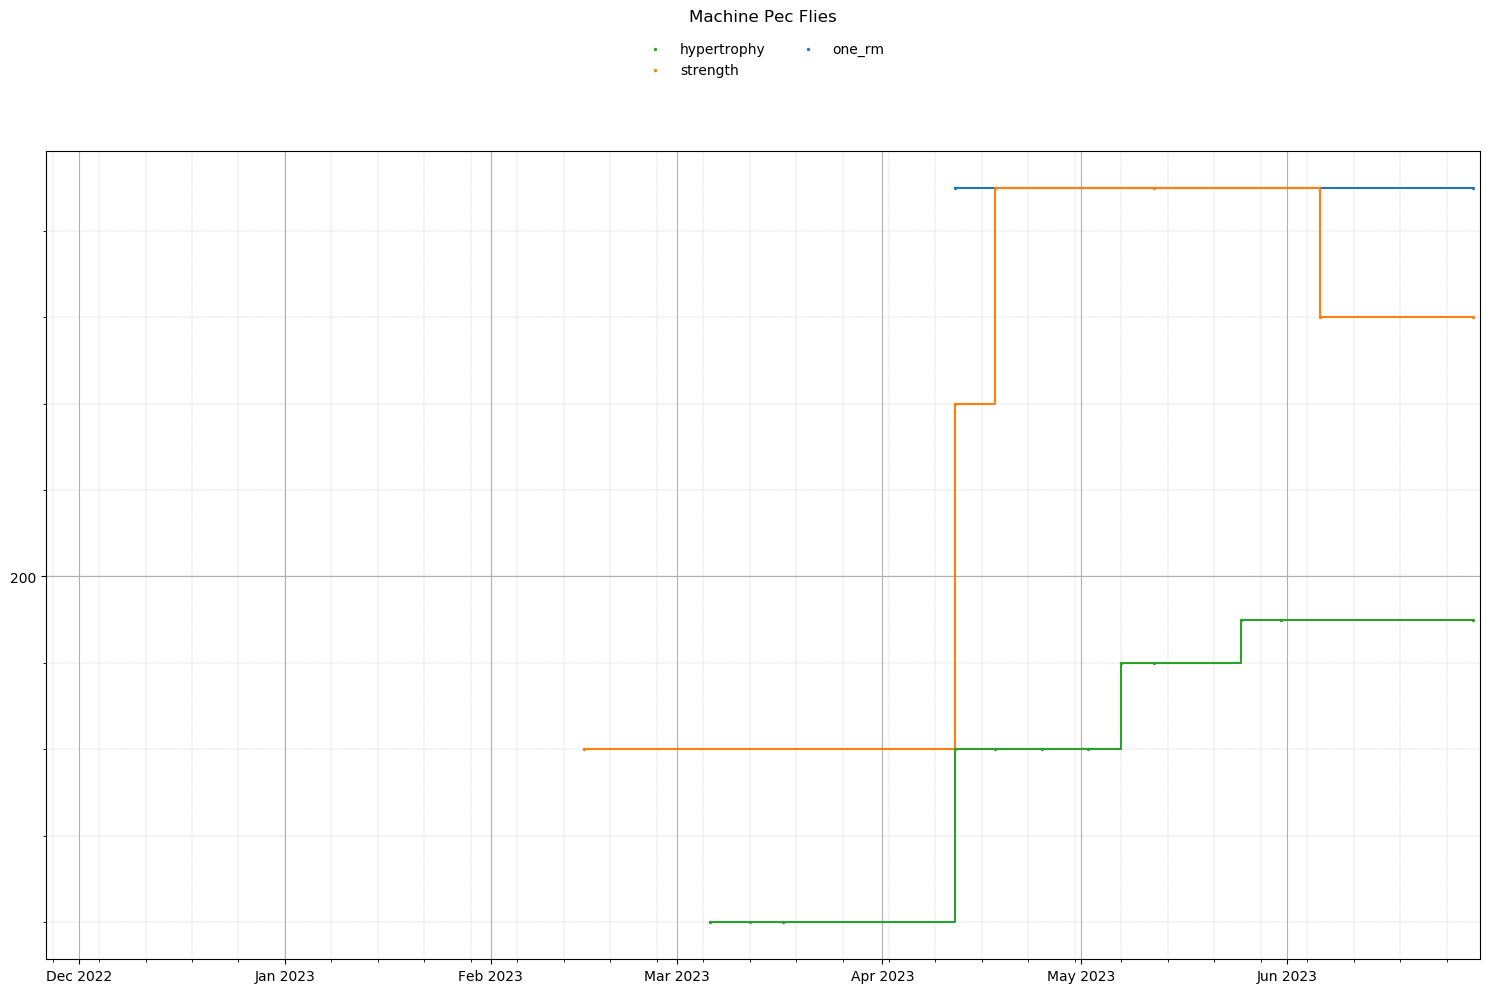 Machine Pec Flies
hypertrophy
strength
one_rm
200
Dec 2022
Jan 2023
Feb 2023
Mar 2023
Apr 2023
May 2023
Jun 2023